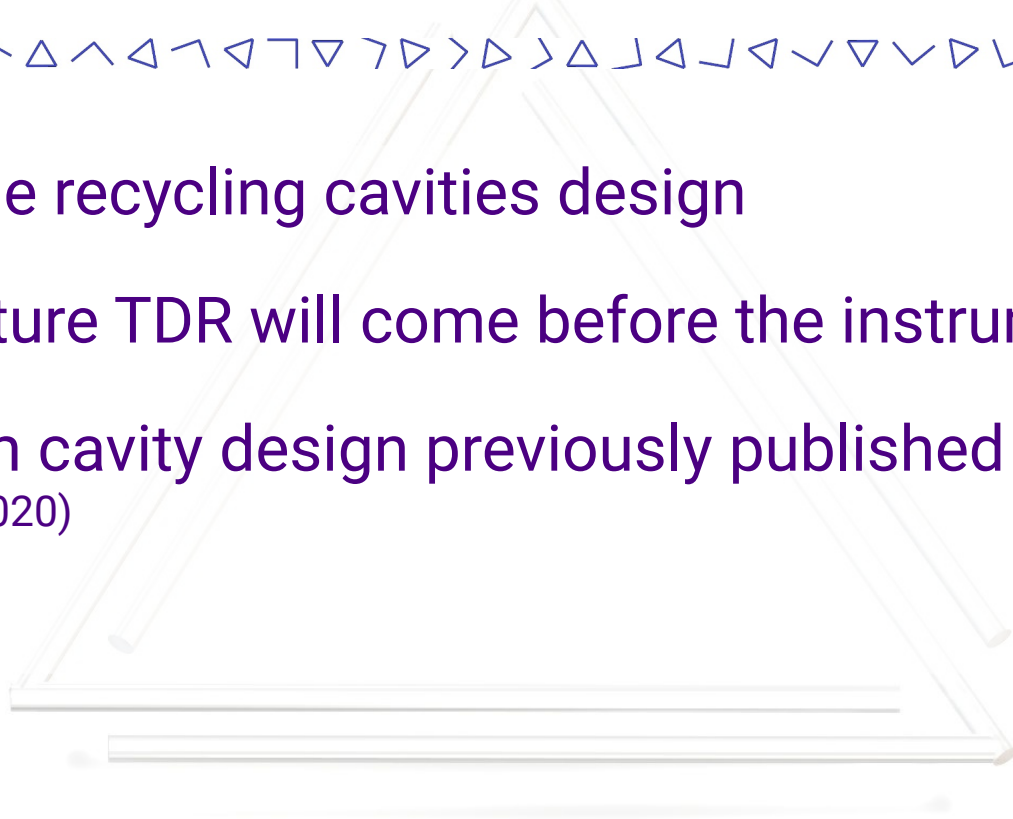 e recycling cavities design
ture TDR will come before the instru
n cavity design previously published
020)